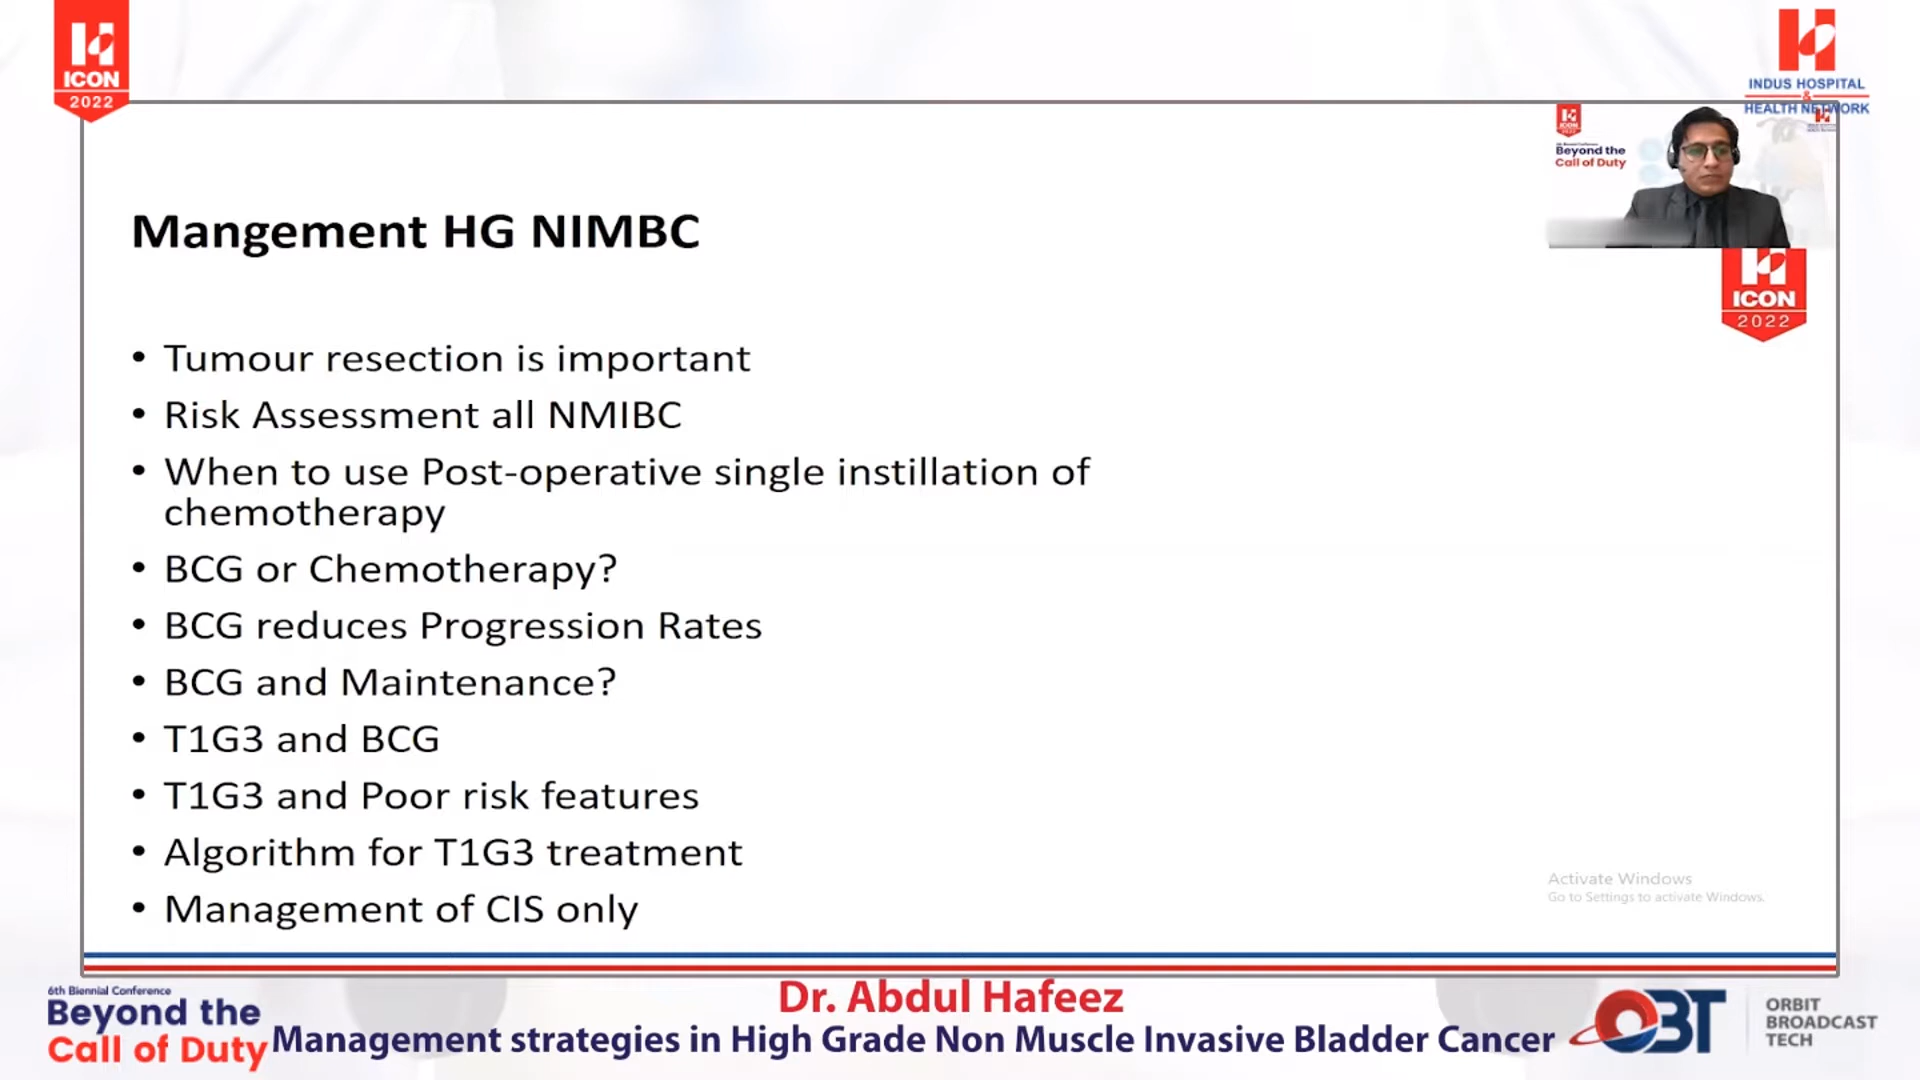 ICON
2022
INDUS HOSPITAL
&
HEALTH NETWORK
Beyond the
Call of Duty
ICON
2022
Mangement HG NIMBC
• Tumour resection is important
• Risk Assessment all NMIBC
• When to use Post-operative single instillation of
chemotherapy
• BCG or Chemotherapy?
• BCG reduces Progression Rates
• BCG and Maintenance?
• T1G3 and BCG
• T1G3 and Poor risk features
• Algorithm for T1G3 treatment
• Management of CIS only
Activate Windows
Go to Settings to activate Windows.
6th Biennial Conference
Beyond the
Call of Duty
Dr. Abdul Hafeez
Management strategies in High Grade Non Muscle Invasive Bladder Cancer
OBT
ORBIT
BROADCAST
TECH